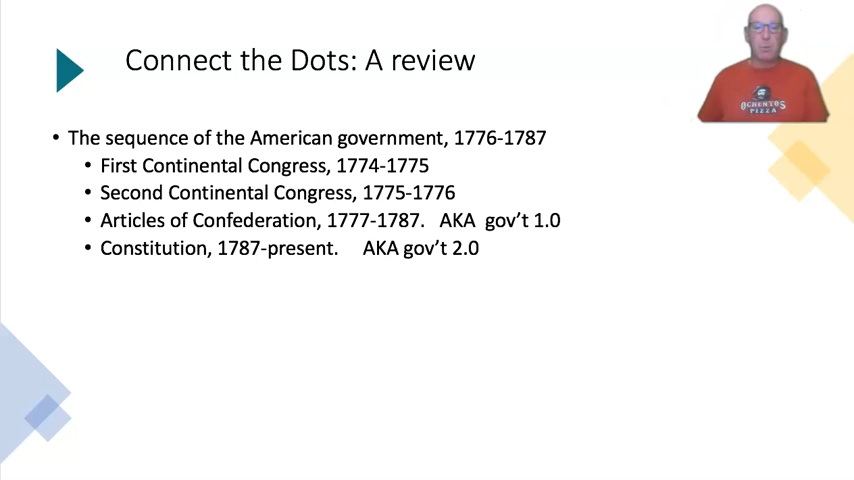 Connect the Dots: A review
OCHENTOS
PIZZA
• The sequence of the American government, 1776-1787
• First Continental Congress, 1774-1775
• Second Continental Congress, 1775-1776
• Articles of Confederation, 1777-1787. AKA gov’t 1.0
• Constitution, 1787-present. AKA gov’t 2.0